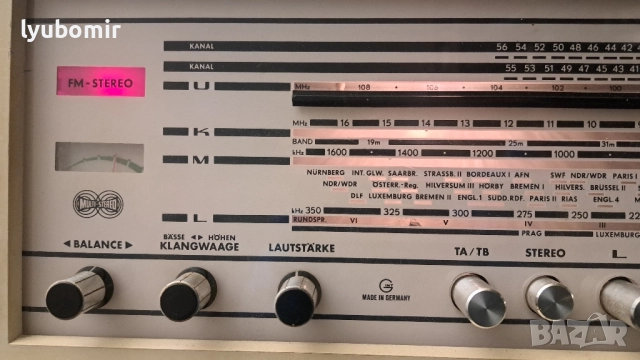 lyubomir
KANAL 56 54 52 50 48 46 44 42
KANAL 55 53 51 49 47 45 43 41
FM-STEREO
U MHz 108 106 104 102 100
K MHz 16 15 14 13 12 11 10
BAND 19m 25m 31m
M kHz 1600 1400 1200 1000
NÜRNBERG INT. GLW. SAARBR. STRASSB. II BORDEAUX I AFN SWF NDR/WDR PARIS I
NDR/WDR ÖSTERR.-Reg. HILVERSUM III HÖRBY BREMEN I HILVERS. BRÜSSEL II
DLF LUXEMBURG BREMEN II ENGL. 1 SÜDD. RDF. PARIS II RIAS ENGL. 4
MULTI-STEREO
L kHz 350 325 300 275 250
RUNDSPR. VI V IV III
PRAG LUXEMBURG
◄ BALANCE ►
BÄSSE ◄► HÖHEN
KLANGWAAGE
LAUTSTÄRKE
TA/TB
STEREO
L
MADE IN GERMANY
BAZAR